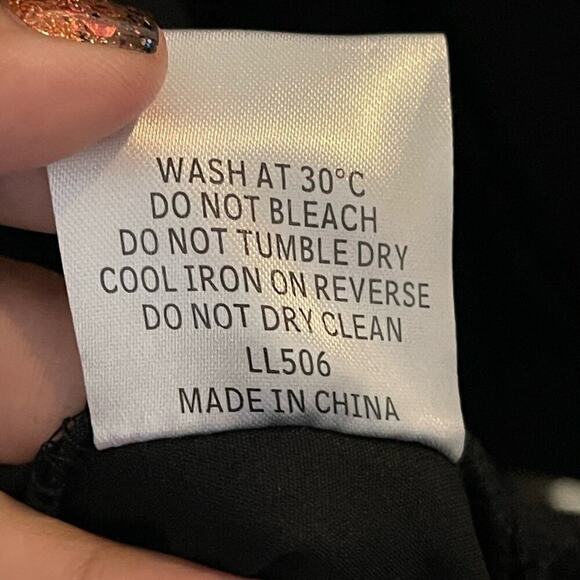 WASH AT 30°C
DO NOT BLEACH
DO NOT TUMBLE DRY
COOL IRON ON REVERSE
DO NOT DRY CLEAN
LL506
MADE IN CHINA